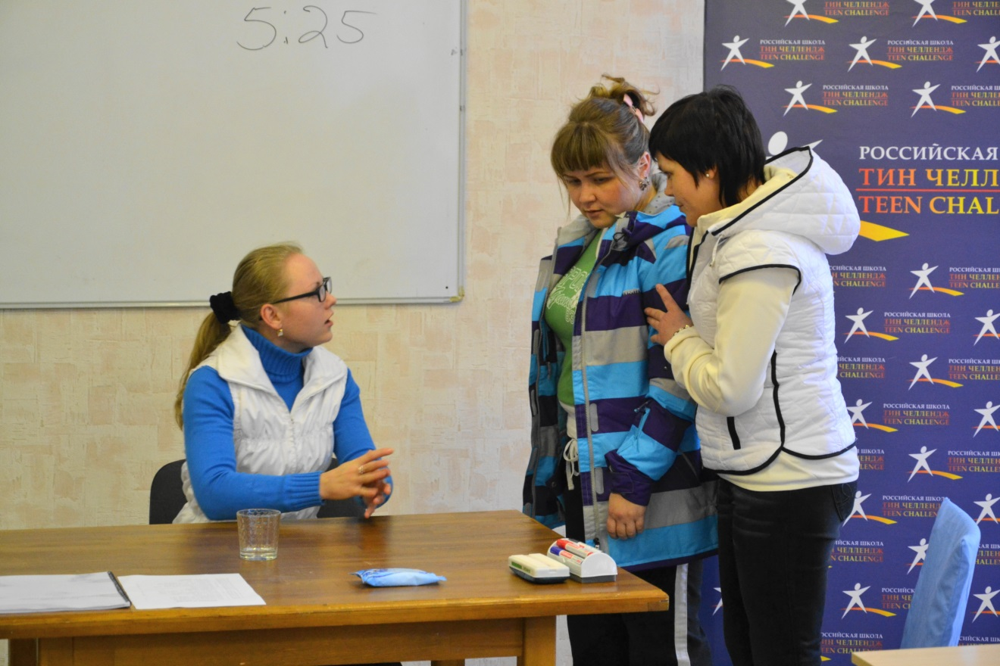 5:25
РОССИЙСКАЯ
ТИН ЧЕЛЛ
TEEN CHAL
РОССИЙСКАЯ ШКОЛА
ТИН ЧЕЛЛЕНДЖ
TEEN CHALLENGE